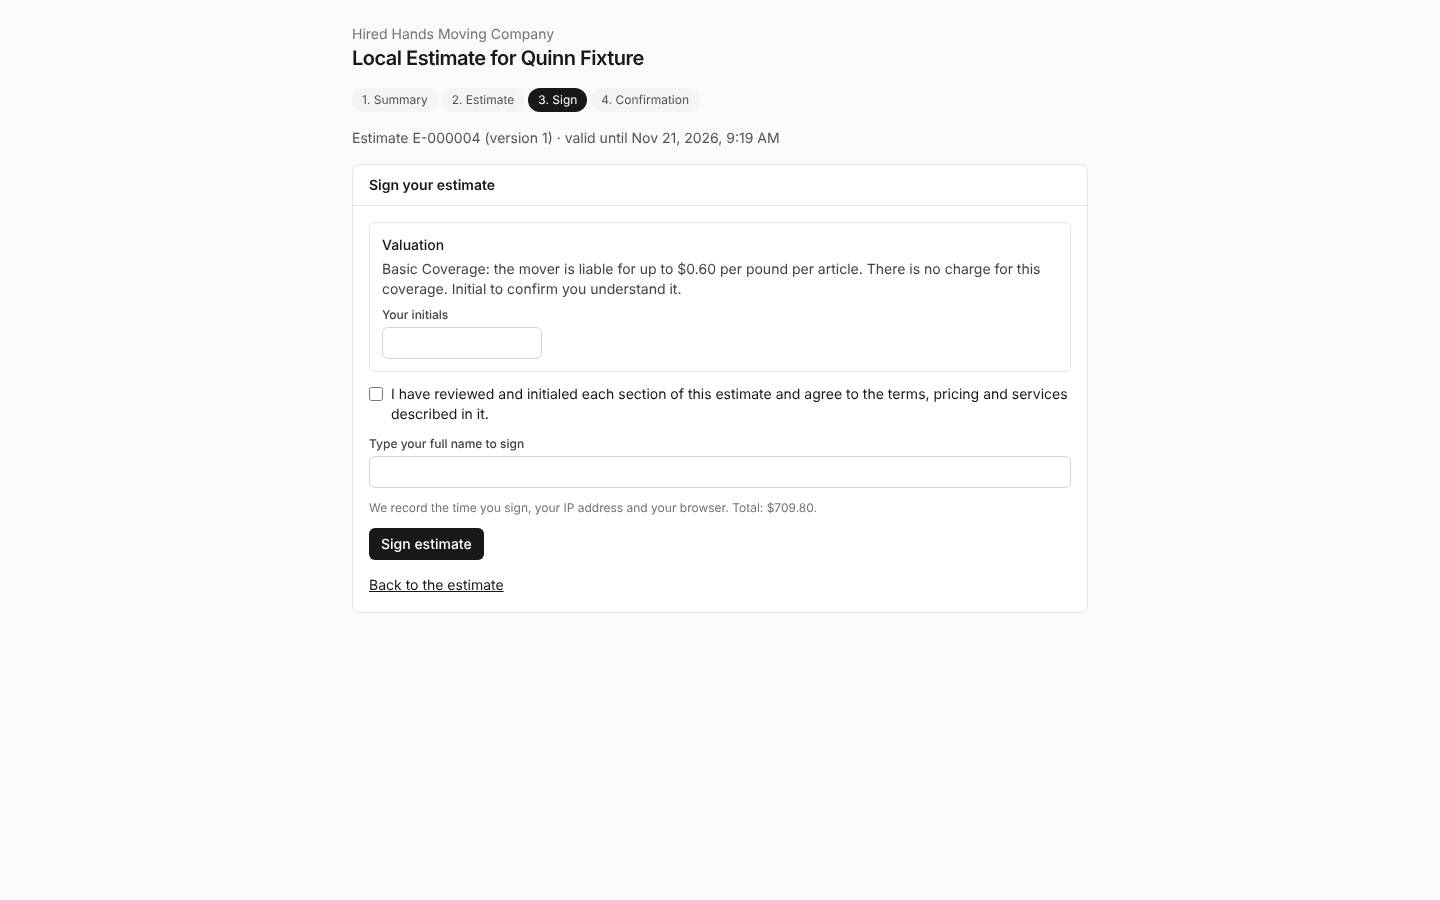 Hired Hands Moving Company
Local Estimate for Quinn Fixture
1. Summary
2. Estimate
3. Sign
4. Confirmation
Estimate E-000004 (version 1) · valid until Nov 21, 2026, 9:19 AM
Sign your estimate
Valuation
Basic Coverage: the mover is liable for up to $0.60 per pound per article. There is no charge for this
coverage. Initial to confirm you understand it.
Your initials
I have reviewed and initialed each section of this estimate and agree to the terms, pricing and services
described in it.
Type your full name to sign
We record the time you sign, your IP address and your browser. Total: $709.80.
Sign estimate
Back to the estimate